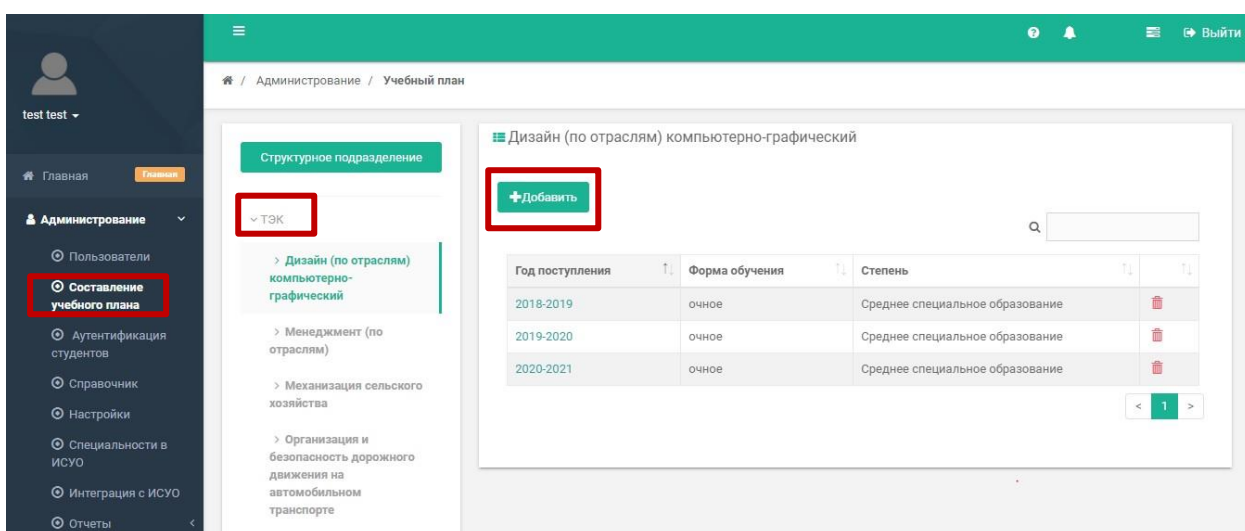 Выйти
Администрирование / Учебный план
test test
Главная Главная
Администрирование
Пользователи
Составление
учебного плана
Аутентификация
студентов
Справочник
Настройки
Специальности в
ИСУО
Интеграция с ИСУО
Отчеты
Структурное подразделение
ТЭК
> Дизайн (по отраслям)
компьютерно-
графический
> Менеджмент (по
отраслям)
> Механизация сельского
хозяйства
> Организация и
безопасность дорожного
движения на
автомобильном
транспорте
Дизайн (по отраслям) компьютерно-графический
+Добавить
Год поступления Форма обучения Степень
2018-2019 очное Среднее специальное образование
2019-2020 очное Среднее специальное образование
2020-2021 очное Среднее специальное образование
< 1 >